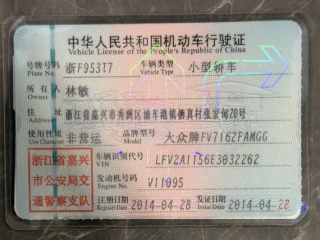 中华人民共和国机动车行驶证
Vehicle License of the People's Republic of China
号牌号码 浙F953T7 车辆类型 小型轿车
Plate No. Vehicle Type
所有人 林敏
Owner
住址 浙江省嘉兴市秀洲区油车港镇栖真村张家甸20号
Address
使用性质 非营运 品牌型号 大众牌FV7162FAMGG
Use Character Model
浙江省嘉兴 车辆识别代号 LFV2A1156E3032262
VIN
市公安局交 发动机号码 V11095
Engine No.
通警察支队 注册日期 2014-04-28 发证日期 2014-04-28
Register Date Issue Date